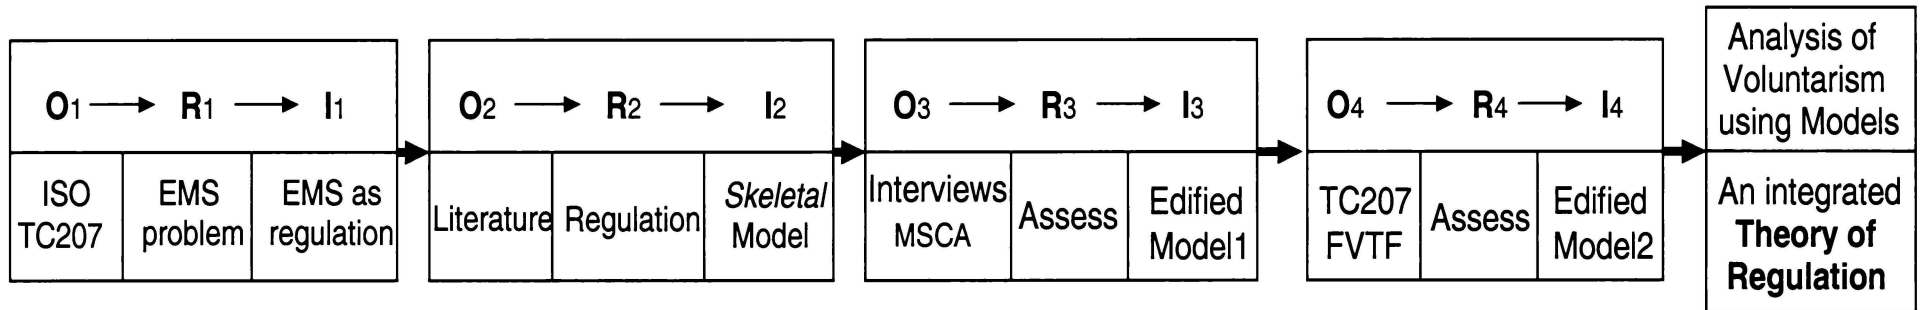 O1 R1 I1
ISO
TC207
EMS
problem
EMS as
regulation
O2 R2 I2
Literature
Regulation
Skeletal
Model
O3 R3 I3
Interviews
MSCA
Assess
Edified
Model1
O4 R4 I4
TC207
FVTF
Assess
Edified
Model2
Analysis of
Voluntarism
using Models
An integrated
Theory of
Regulation